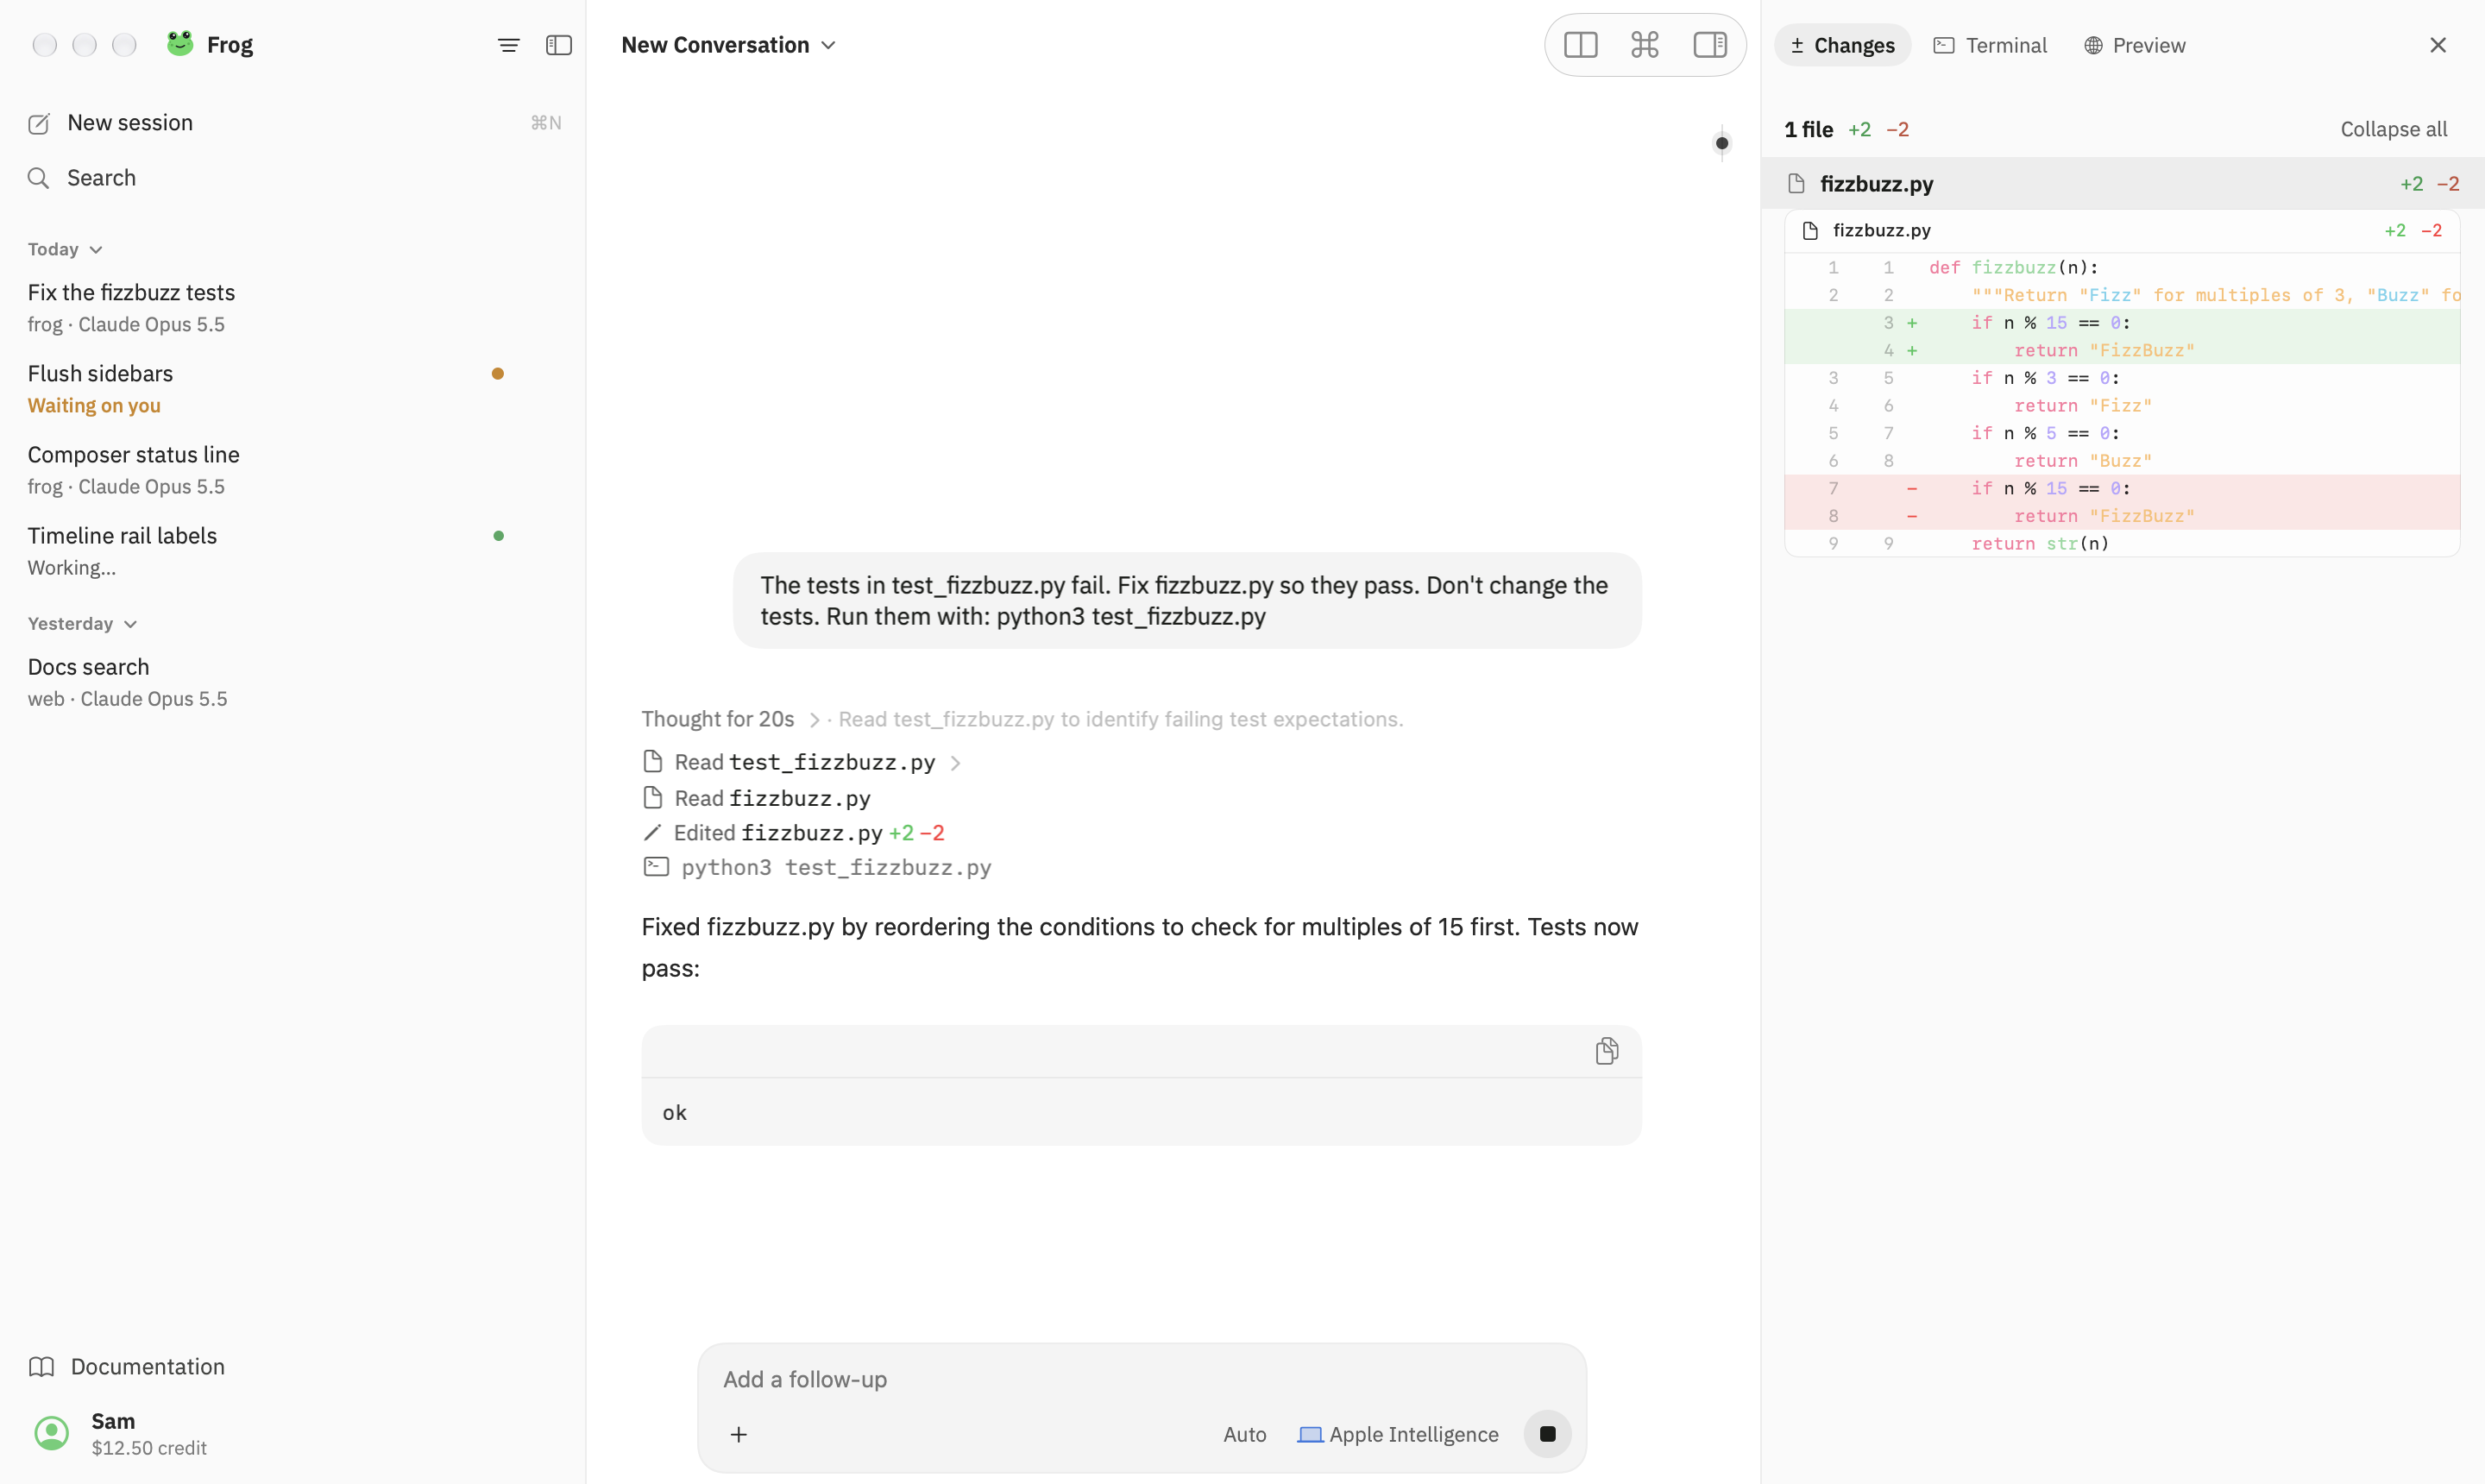 Frog
New session ⌘N
Search
Today
Fix the fizzbuzz tests
frog · Claude Opus 5.5
Flush sidebars
Waiting on you
Composer status line
frog · Claude Opus 5.5
Timeline rail labels
Working...
Yesterday
Docs search
web · Claude Opus 5.5
Documentation
Sam
$12.50 credit
New Conversation
The tests in test_fizzbuzz.py fail. Fix fizzbuzz.py so they pass. Don't change the
tests. Run them with: python3 test_fizzbuzz.py
Thought for 20s > · Read test_fizzbuzz.py to identify failing test expectations.
Read test_fizzbuzz.py >
Read fizzbuzz.py
Edited fizzbuzz.py +2 −2
python3 test_fizzbuzz.py
Fixed fizzbuzz.py by reordering the conditions to check for multiples of 15 first. Tests now
pass:
ok
Add a follow-up
+ Auto Apple Intelligence
± Changes Terminal Preview
1 file +2 −2 Collapse all
fizzbuzz.py +2 −2
fizzbuzz.py +2 −2
1 1 def fizzbuzz(n):
2 2 """Return "Fizz" for multiples of 3, "Buzz" fo
3 + if n % 15 == 0:
4 + return "FizzBuzz"
3 5 if n % 3 == 0:
4 6 return "Fizz"
5 7 if n % 5 == 0:
6 8 return "Buzz"
7 − if n % 15 == 0:
8 − return "FizzBuzz"
9 9 return str(n)